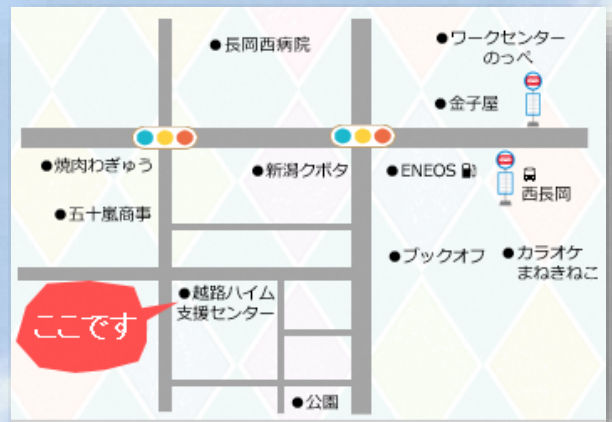 ●長岡西病院
●ワークセンター
のっぺ
●金子屋
●焼肉わぎゅう
●新潟クボタ
●ENEOS
西長岡
●五十嵐商事
●ブックオフ
●カラオケ
まねきねこ
●越路ハイム
支援センター
ここです
●公園